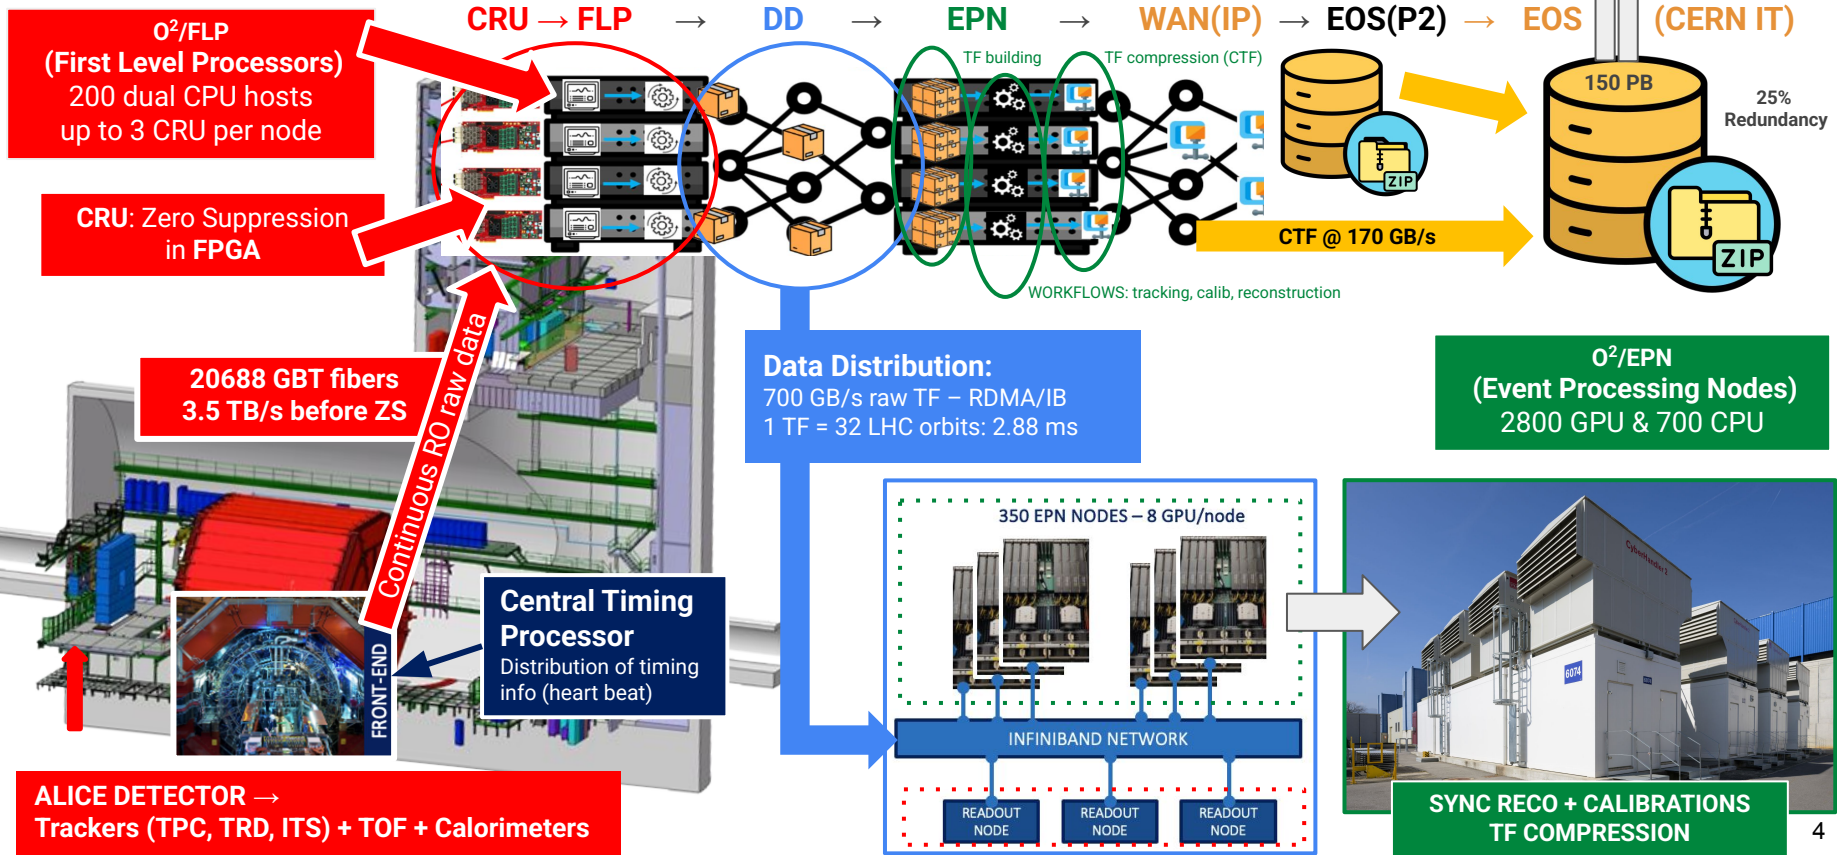 CRU → FLP → DD → EPN → WAN(IP) → EOS(P2) → EOS (CERN IT)
O²/FLP
(First Level Processors)
200 dual CPU hosts
up to 3 CRU per node
TF building
TF compression (CTF)
150 PB
25%
Redundancy
ZIP
ZIP
CRU: Zero Suppression
in FPGA
CTF @ 170 GB/s
WORKFLOWS: tracking, calib, reconstruction
20688 GBT fibers
3.5 TB/s before ZS
Continuous RO raw data
Data Distribution:
700 GB/s raw TF – RDMA/IB
1 TF = 32 LHC orbits: 2.88 ms
O²/EPN
(Event Processing Nodes)
2800 GPU & 700 CPU
350 EPN NODES – 8 GPU/node
CyberHandler 2
6074
Central Timing
Processor
Distribution of timing
info (heart beat)
FRONT-END
INFINIBAND NETWORK
READOUT
NODE
READOUT
NODE
READOUT
NODE
ALICE DETECTOR →
Trackers (TPC, TRD, ITS) + TOF + Calorimeters
SYNC RECO + CALIBRATIONS
TF COMPRESSION
4